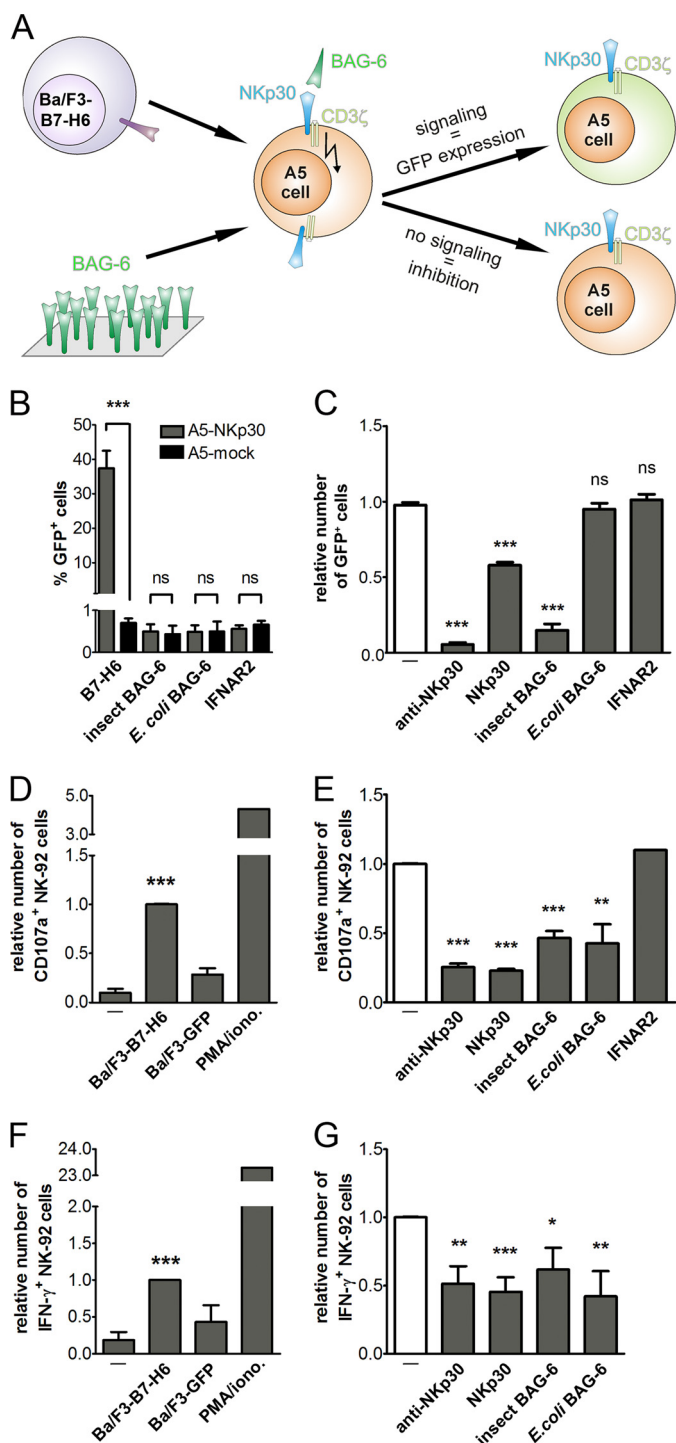 A
Ba/F3-
B7-H6
BAG-6
NKp30
CD3ζ
A5
cell
BAG-6
signaling
=
GFP expression
no signaling
=
inhibition
NKp30
CD3ζ
A5
cell
NKp30
CD3ζ
A5
cell
B
% GFP+ cells
50
40
30
20
10
1
0
***
ns
ns
ns
A5-NKp30
A5-mock
B7-H6
insect BAG-6
E. coli BAG-6
IFNAR2
C
relative number
of GFP+ cells
1.5
1.0
0.5
0.0
***
***
***
ns
ns
—
anti-NKp30
NKp30
insect BAG-6
E.coli BAG-6
IFNAR2
D
relative number of
CD107a+ NK-92 cells
5.0
3.0
1.5
1.0
0.5
0.0
***
—
Ba/F3-B7-H6
Ba/F3-GFP
PMA/iono.
E
relative number of
CD107a+ NK-92 cells
1.5
1.0
0.5
0.0
***
***
***
**
—
anti-NKp30
NKp30
insect BAG-6
E.coli BAG-6
IFNAR2
F
relative number of
IFN-γ+ NK-92 cells
24.0
23.0
2.0
1.5
1.0
0.5
0.0
***
—
Ba/F3-B7-H6
Ba/F3-GFP
PMA/iono.
G
relative number of
IFN-γ+ NK-92 cells
1.5
1.0
0.5
0.0
**
***
*
**
—
anti-NKp30
NKp30
insect BAG-6
E.coli BAG-6